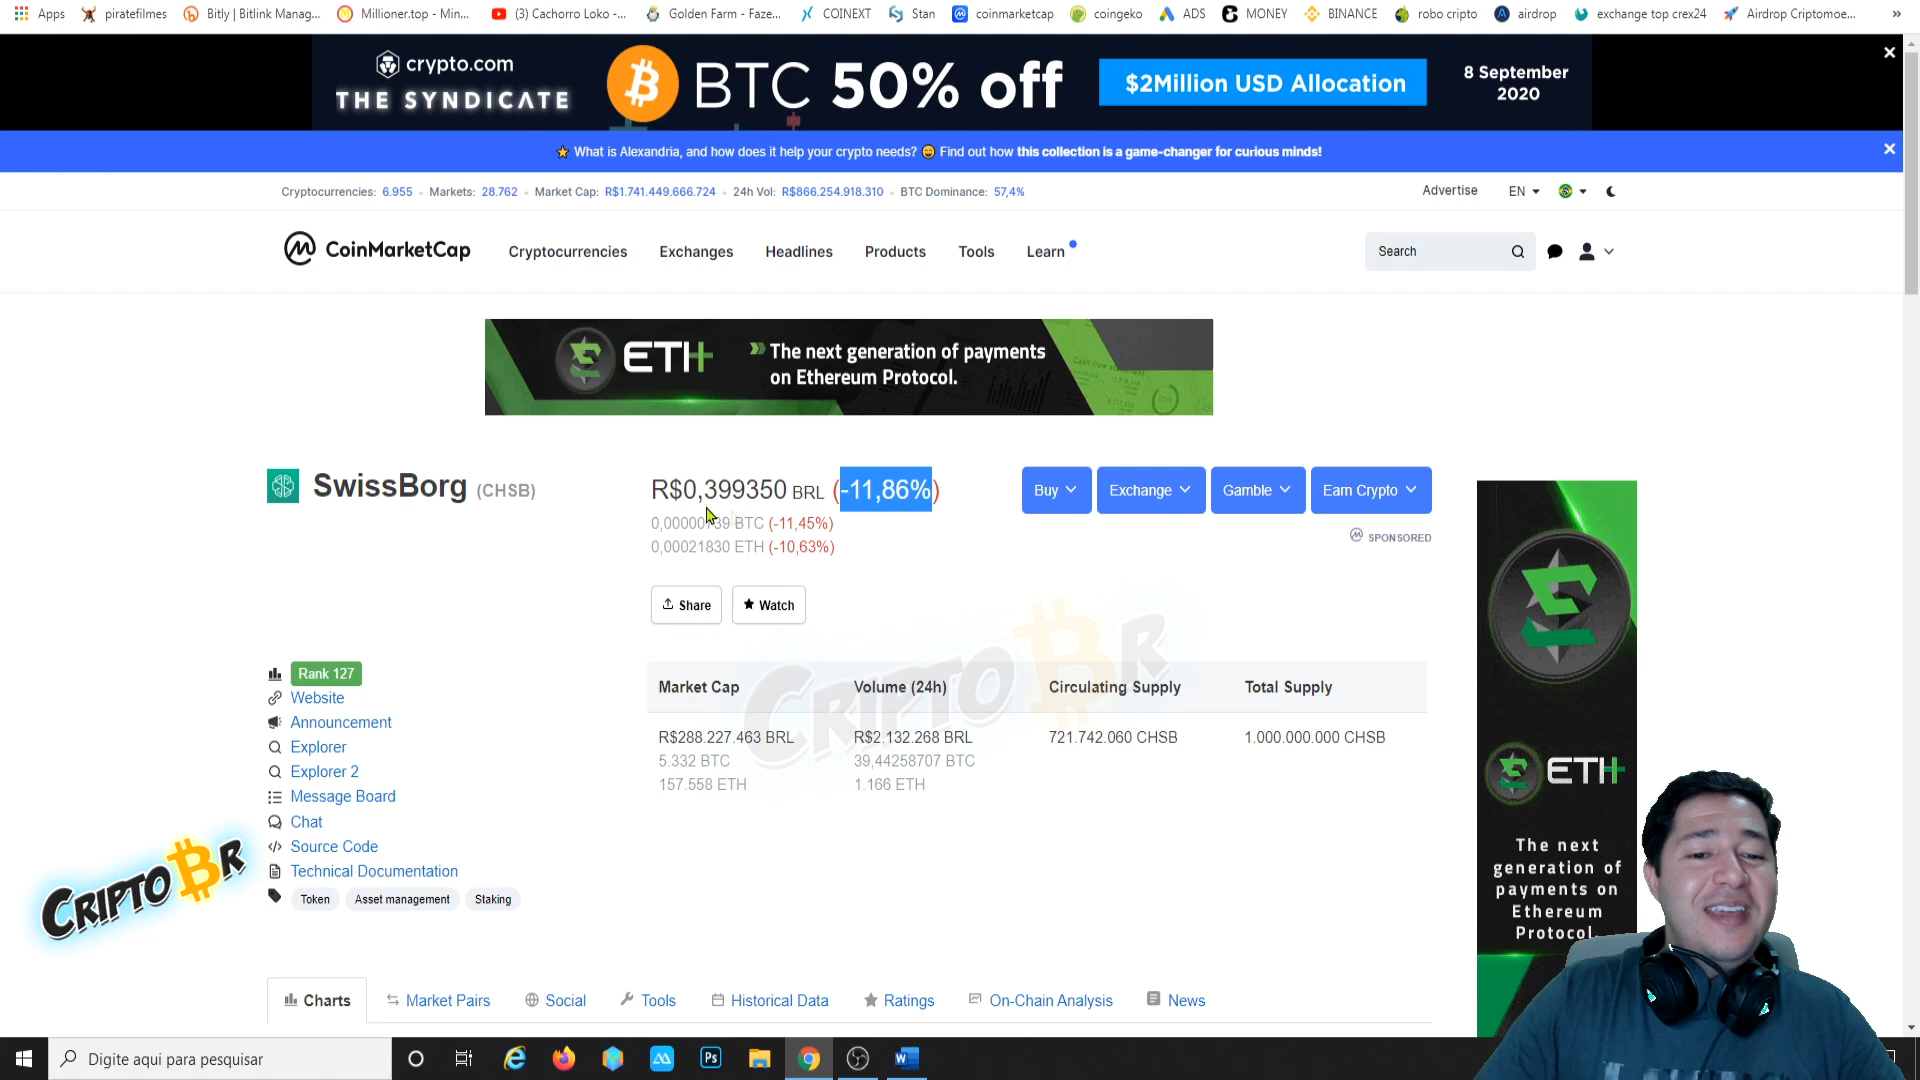 Apps piratefilmes Bitly | Bitlink Manag... Millioner.top - Min... (3) Cachorro Loko -... Golden Farm - Faze... COINEXT Stan coinmarketcap coingeko ADS MONEY BINANCE robo cripto airdrop exchange top crex24 Airdrop Criptomoe... »
crypto.com
THE SYNDICATE
BTC 50% off
$2Million USD Allocation
8 September
2020
What is Alexandria, and how does it help your crypto needs? Find out how this collection is a game-changer for curious minds!
Cryptocurrencies: 6.955 Markets: 28.762 Market Cap: R$1.741.449.666.724 24h Vol: R$866.254.918.310 BTC Dominance: 57,4%
Advertise EN
CoinMarketCap Cryptocurrencies Exchanges Headlines Products Tools Learn Search
ETH
The next generation of payments
on Ethereum Protocol.
SwissBorg (CHSB)
R$0,399350 BRL (-11,86%)
BTC (-11,45%)
0,00021830 ETH (-10,63%)
Buy Exchange Gamble Earn Crypto
SPONSORED
Share Watch
Rank 127
Website
Announcement
Explorer
Explorer 2
Message Board
Chat
Source Code
Technical Documentation
Token Asset management Staking
Market Cap Volume (24h) Circulating Supply Total Supply
R$288.227.463 BRL R$2.132.268 BRL 721.742.060 CHSB 1.000.000.000 CHSB
5.332 BTC 39,44258707 BTC
157.558 ETH 1.166 ETH
CRIPTO BR
CRIPTO BR
ETH
The next
generation of
payments on
Ethereum
Protocol.
Charts Market Pairs Social Tools Historical Data Ratings On-Chain Analysis News
Digite aqui para pesquisar
Ps